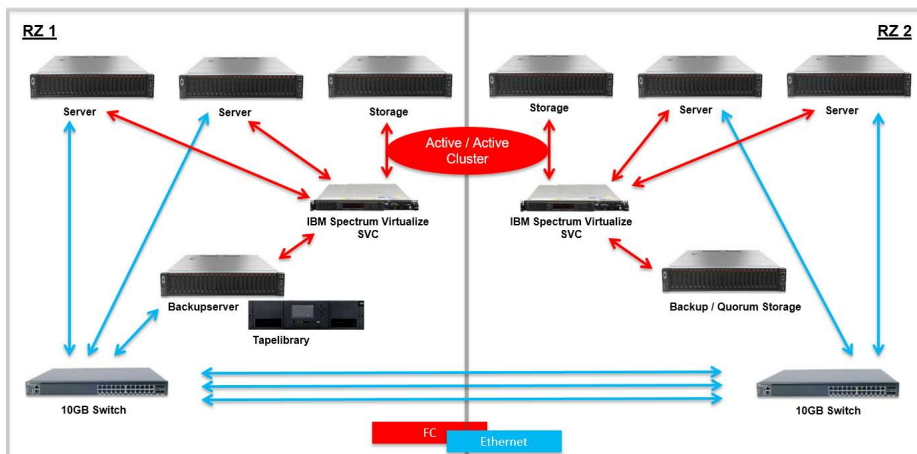 RZ 1
RZ 2
Server
Server
Storage
Storage
Server
Server
Active / Active
Cluster
IBM Spectrum Virtualize
SVC
IBM Spectrum Virtualize
SVC
Backupserver
Tapelibrary
Backup / Quorum Storage
10GB Switch
10GB Switch
FC
Ethernet